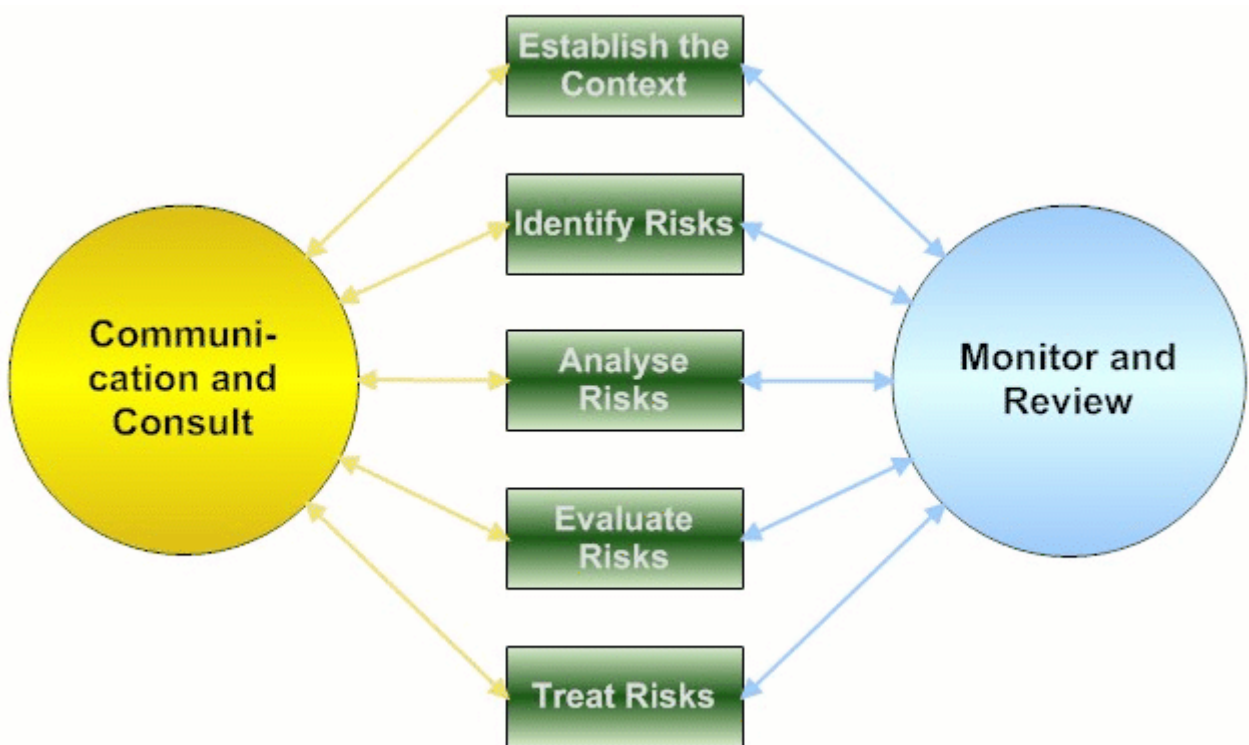 Establish the
Context
Identify Risks
Communi-
cation and
Consult
Analyse
Risks
Monitor and
Review
Evaluate
Risks
Treat Risks